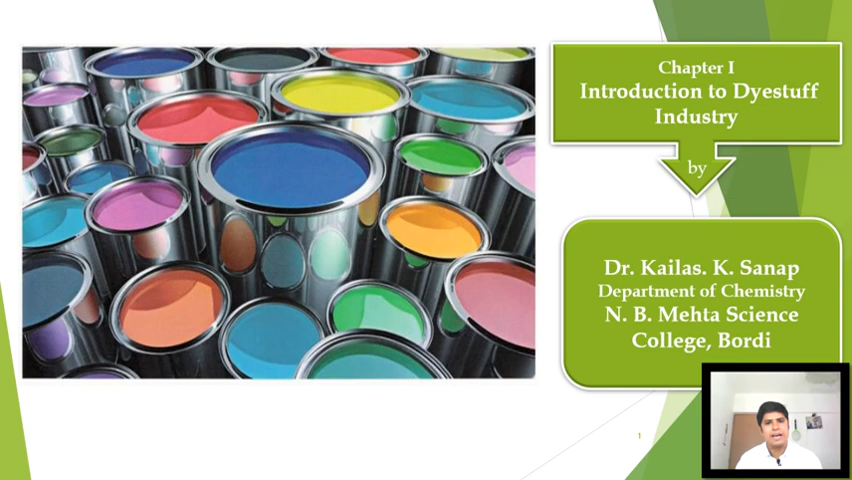 Chapter I
Introduction to Dyestuff
Industry
by
Dr. Kailas. K. Sanap
Department of Chemistry
N. B. Mehta Science
College, Bordi
1